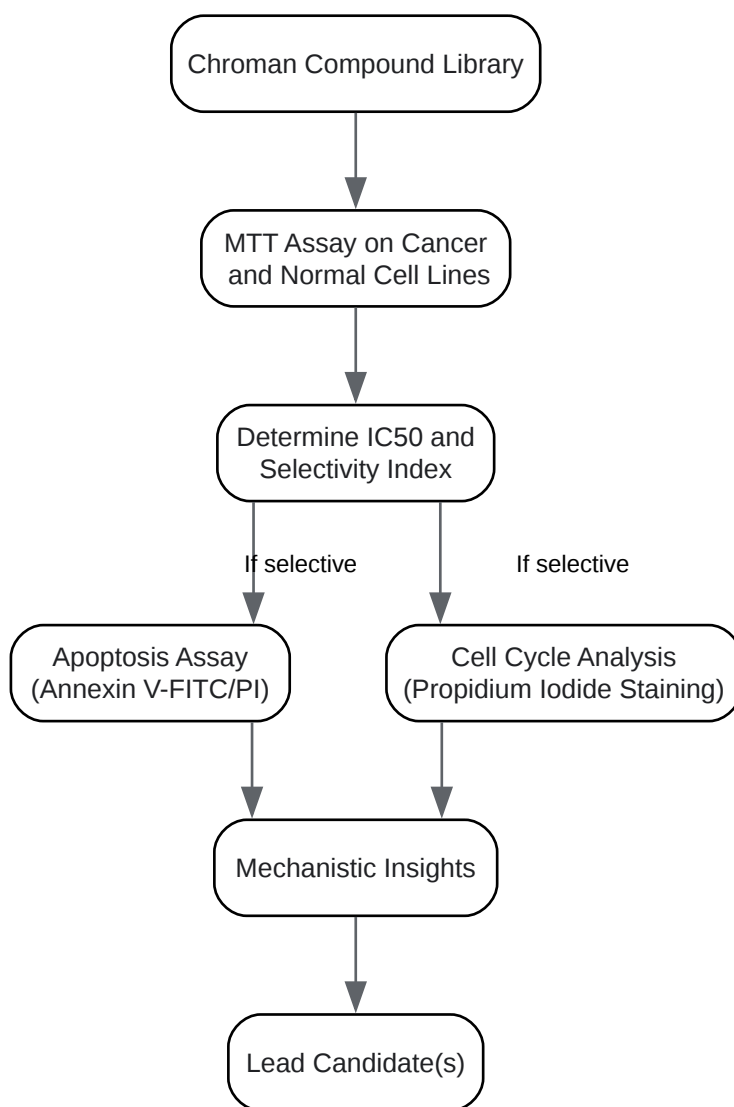 Chroman Compound Library
MTT Assay on Cancer
and Normal Cell Lines
Determine IC50 and
Selectivity Index
If selective
If selective
Apoptosis Assay
(Annexin V-FITC/PI)
Cell Cycle Analysis
(Propidium Iodide Staining)
Mechanistic Insights
Lead Candidate(s)